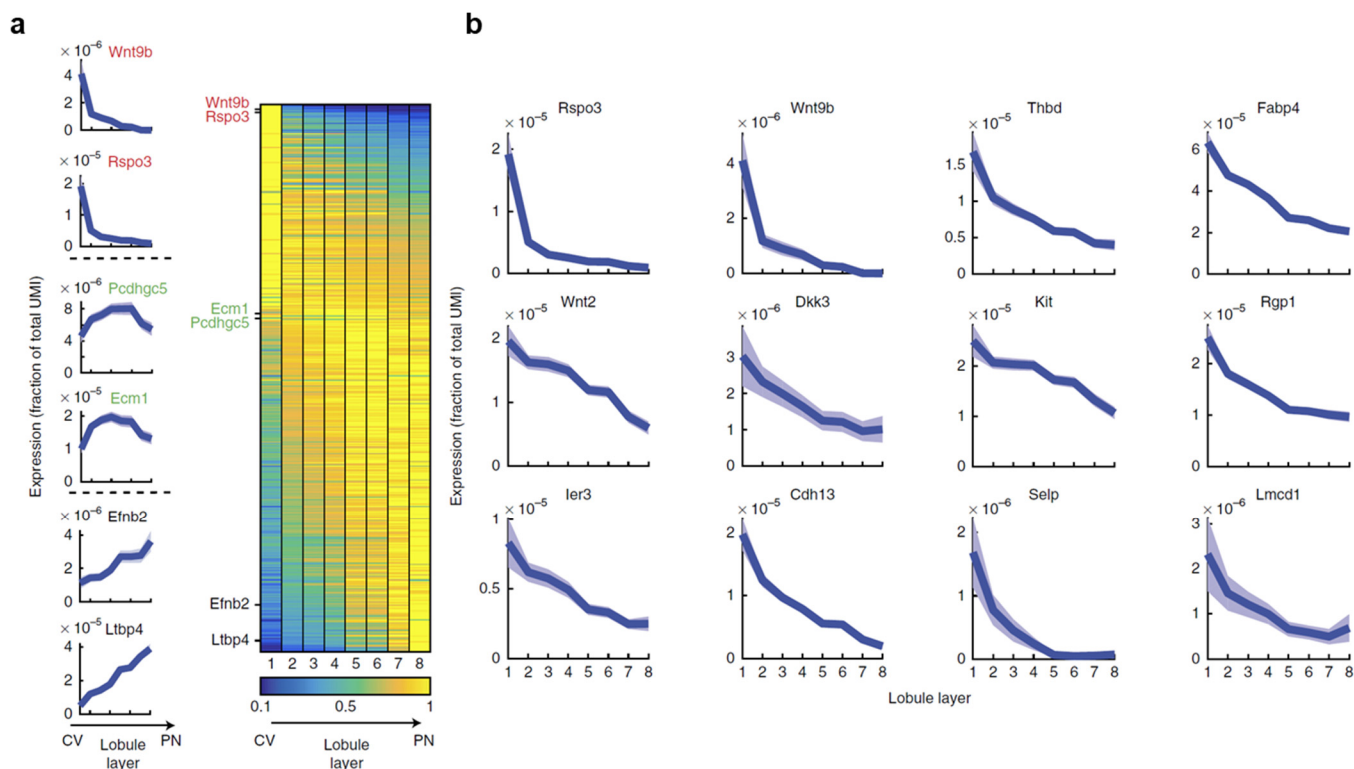 a
× 10⁻⁶ Wnt9b
4
2
0
× 10⁻⁵ Rspo3
2
1
0
× 10⁻⁶
Pcdhgc5
8
4
0
× 10⁻⁵ Ecm1
2
1
0
× 10⁻⁶ Efnb2
4
2
0
× 10⁻⁵ Ltbp4
4
2
0
CV Lobule layer PN
Expression (fraction of total UMI)
Wnt9b
Rspo3
Ecm1
Pcdhgc5
Efnb2
Ltbp4
1 2 3 4 5 6 7 8
0.1 0.5 1
CV Lobule layer PN
b
Expression (fraction of total UMI)
Rspo3
× 10⁻⁵
2
1
0
Wnt9b
× 10⁻⁶
4
2
0
Thbd
× 10⁻⁵
1.5
1
0.5
0
Fabp4
× 10⁻⁵
6
4
2
0
Wnt2
× 10⁻⁵
2
1
0
Dkk3
× 10⁻⁶
3
2
1
0
Kit
× 10⁻⁵
2
1
0
Rgp1
× 10⁻⁵
2
1
0
Ier3
× 10⁻⁵
1
0.5
0
1 2 3 4 5 6 7 8
Cdh13
× 10⁻⁵
2
1
0
1 2 3 4 5 6 7 8
Selp
× 10⁻⁶
2
1
0
1 2 3 4 5 6 7 8
Lmcd1
× 10⁻⁶
3
2
1
0
1 2 3 4 5 6 7 8
Lobule layer